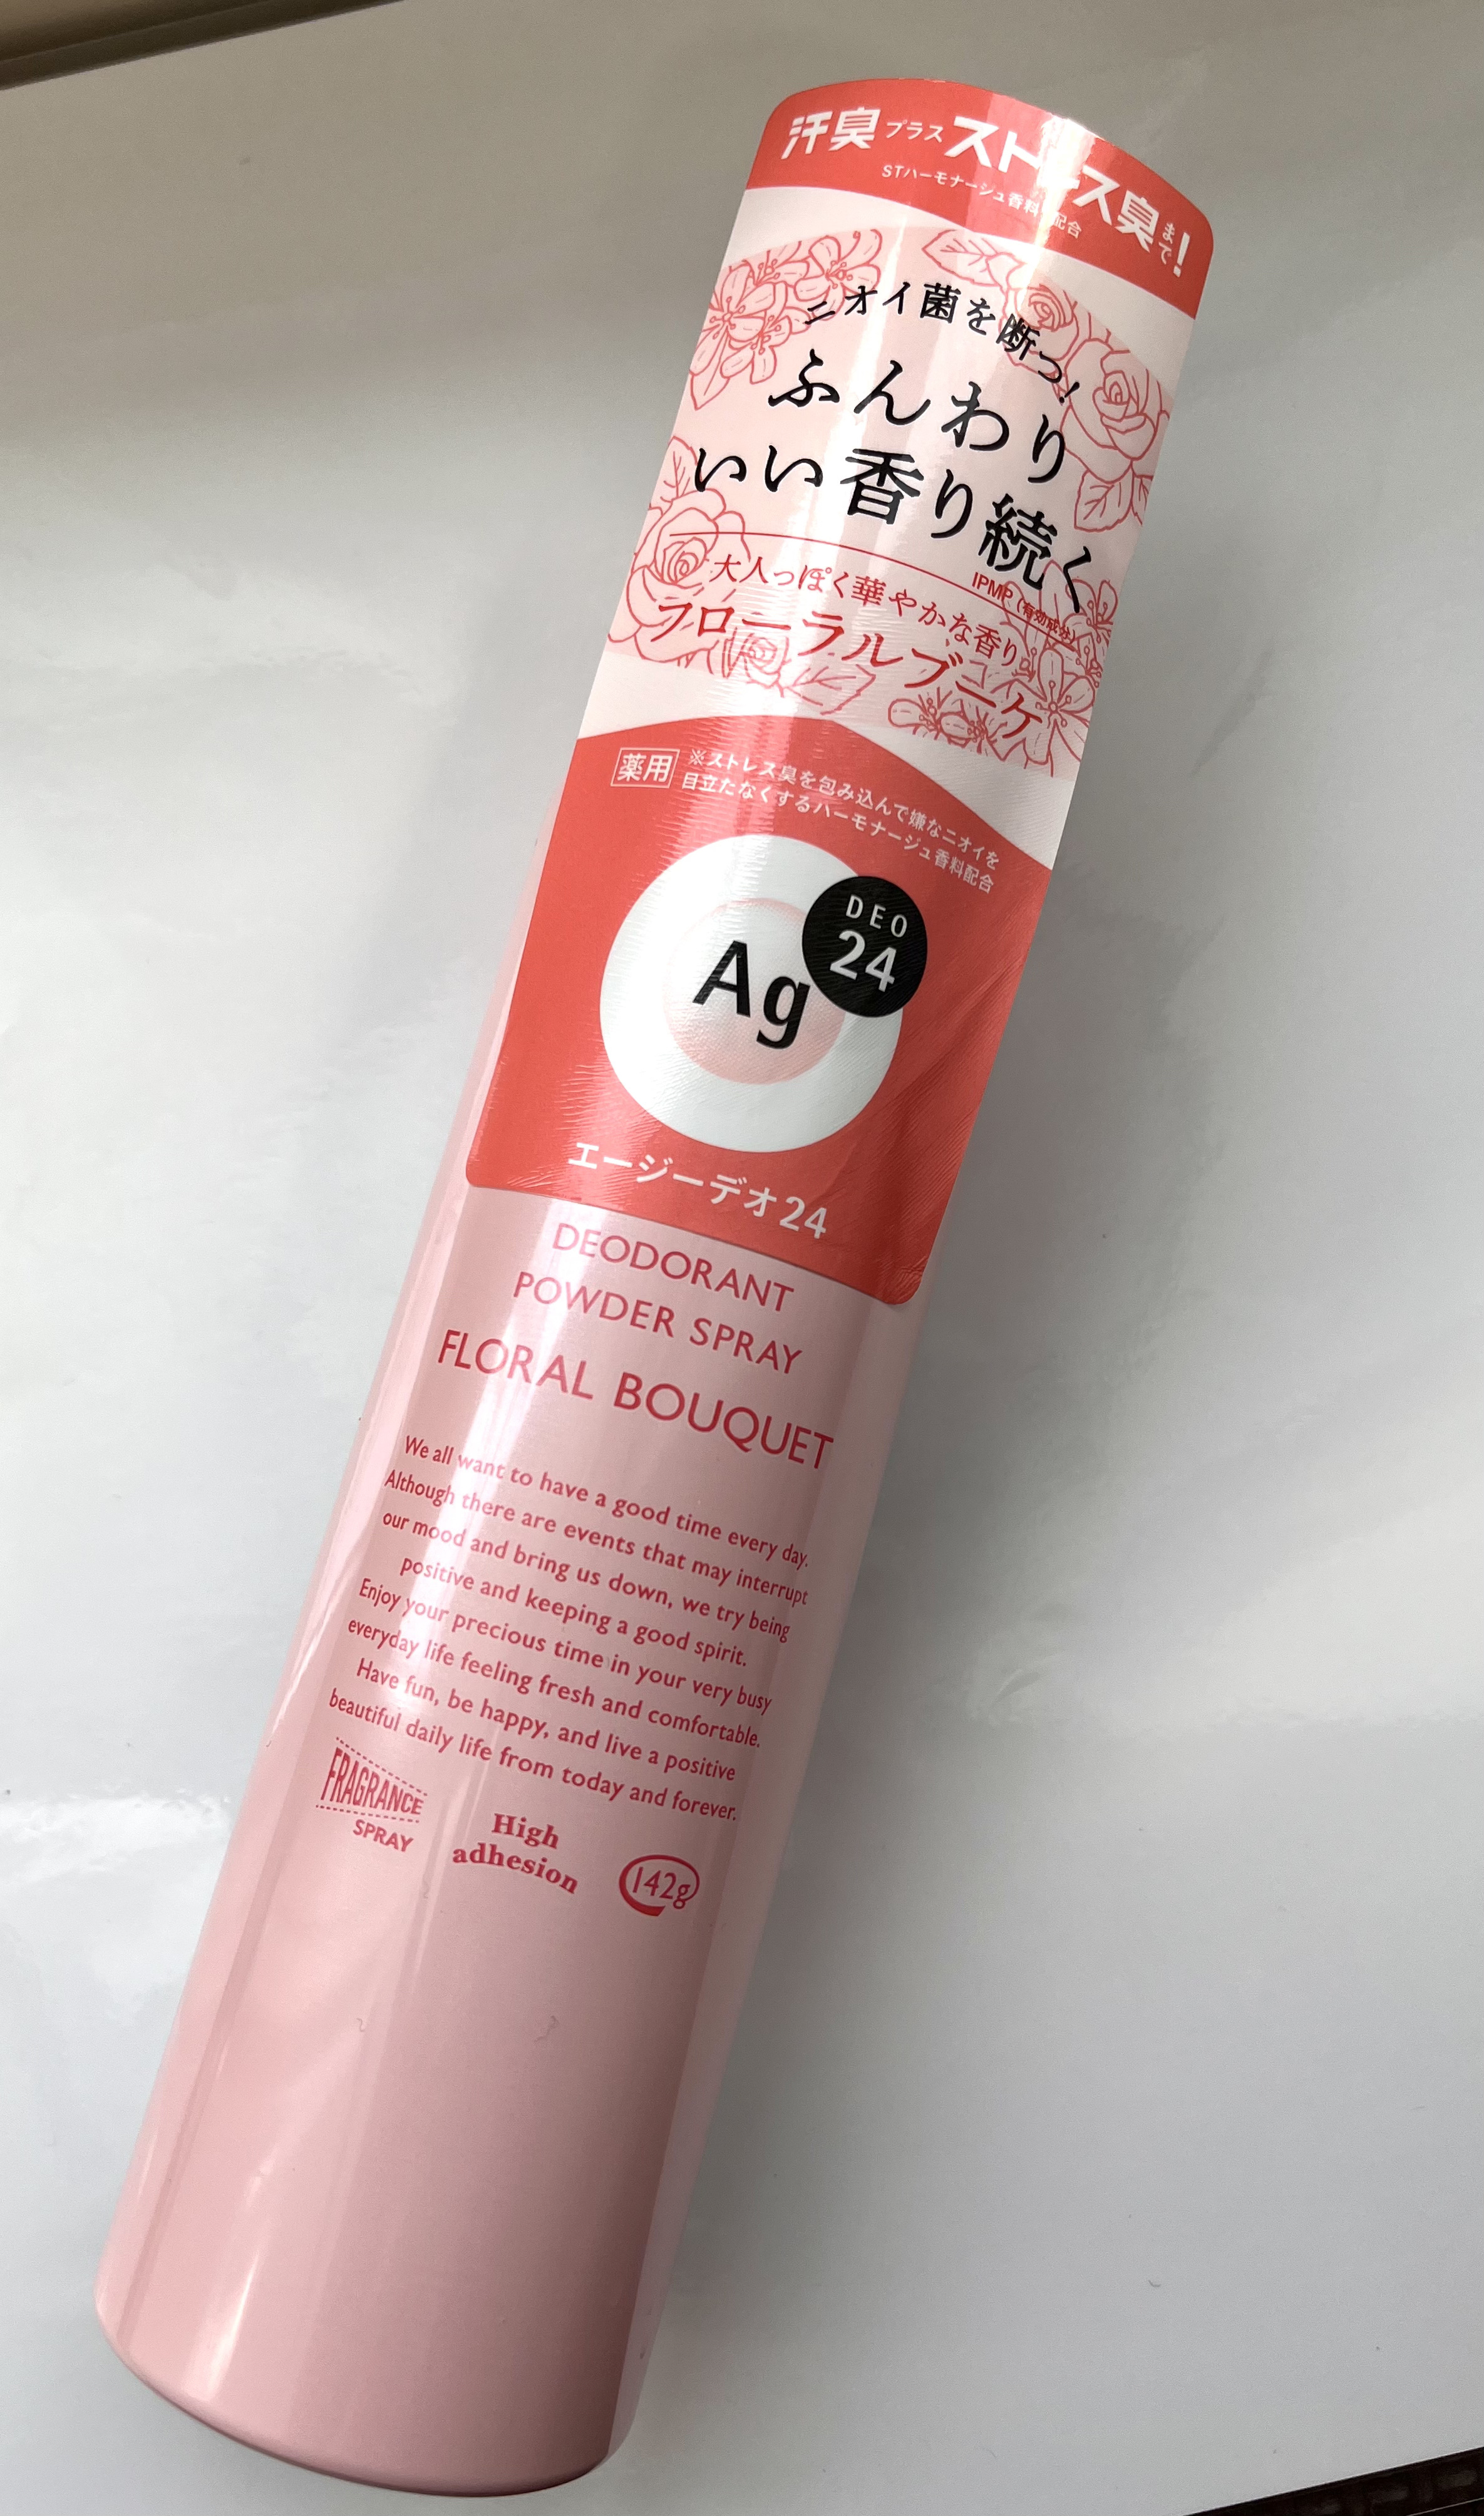 汗臭プラスストレス臭まで!
STハーモナージュ香料配合
ニオイ菌を断つ!
ふんわり
いい香り続く
IPMP(有効成分)
大人っぽく華やかな香り
フローラルブーケ
薬用
※ストレス臭を包み込んで嫌なニオイを
目立たなくするハーモナージュ香料配合
DEO
24
Ag
エージーデオ24
DEODORANT
POWDER SPRAY
FLORAL BOUQUET
We all want to have a good time every day.
Although there are events that may interrupt
our mood and bring us down, we try being
positive and keeping a good spirit.
Enjoy your precious time in your very busy
everyday life feeling fresh and comfortable.
Have fun, be happy, and live a positive
beautiful daily life from today and forever.
FRAGRANCE
SPRAY
High
adhesion
142g